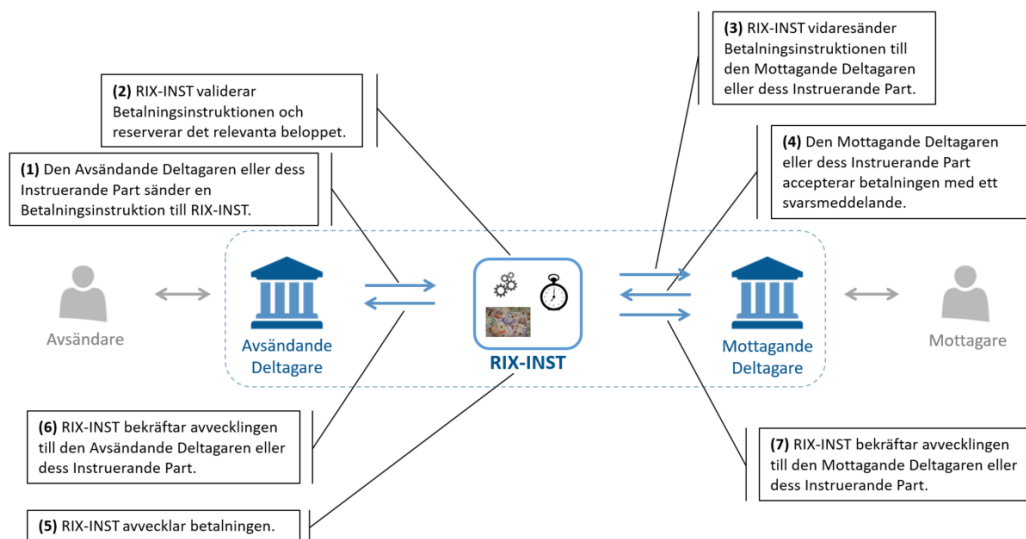 (3) RIX-INST vidaresänder
Betalningsinstruktionen till
den Mottagande Deltagaren
eller dess Instruerande Part.
(2) RIX-INST validerar
Betalningsinstruktionen och
reserverar det relevanta beloppet.
(4) Den Mottagande Deltagaren
eller dess Instruerande Part
accepterar betalningen med ett
svarsmeddelande.
(1) Den Avsändande Deltagaren eller dess
Instruerande Part sänder en
Betalningsinstruktion till RIX-INST.
Avsändare
Avsändande
Deltagare
RIX-INST
Mottagande
Deltagare
Mottagare
(6) RIX-INST bekräftar avvecklingen
till den Avsändande Deltagaren eller
dess Instruerande Part.
(7) RIX-INST bekräftar avvecklingen
till den Mottagande Deltagaren eller
dess Instruerande Part.
(5) RIX-INST avvecklar betalningen.